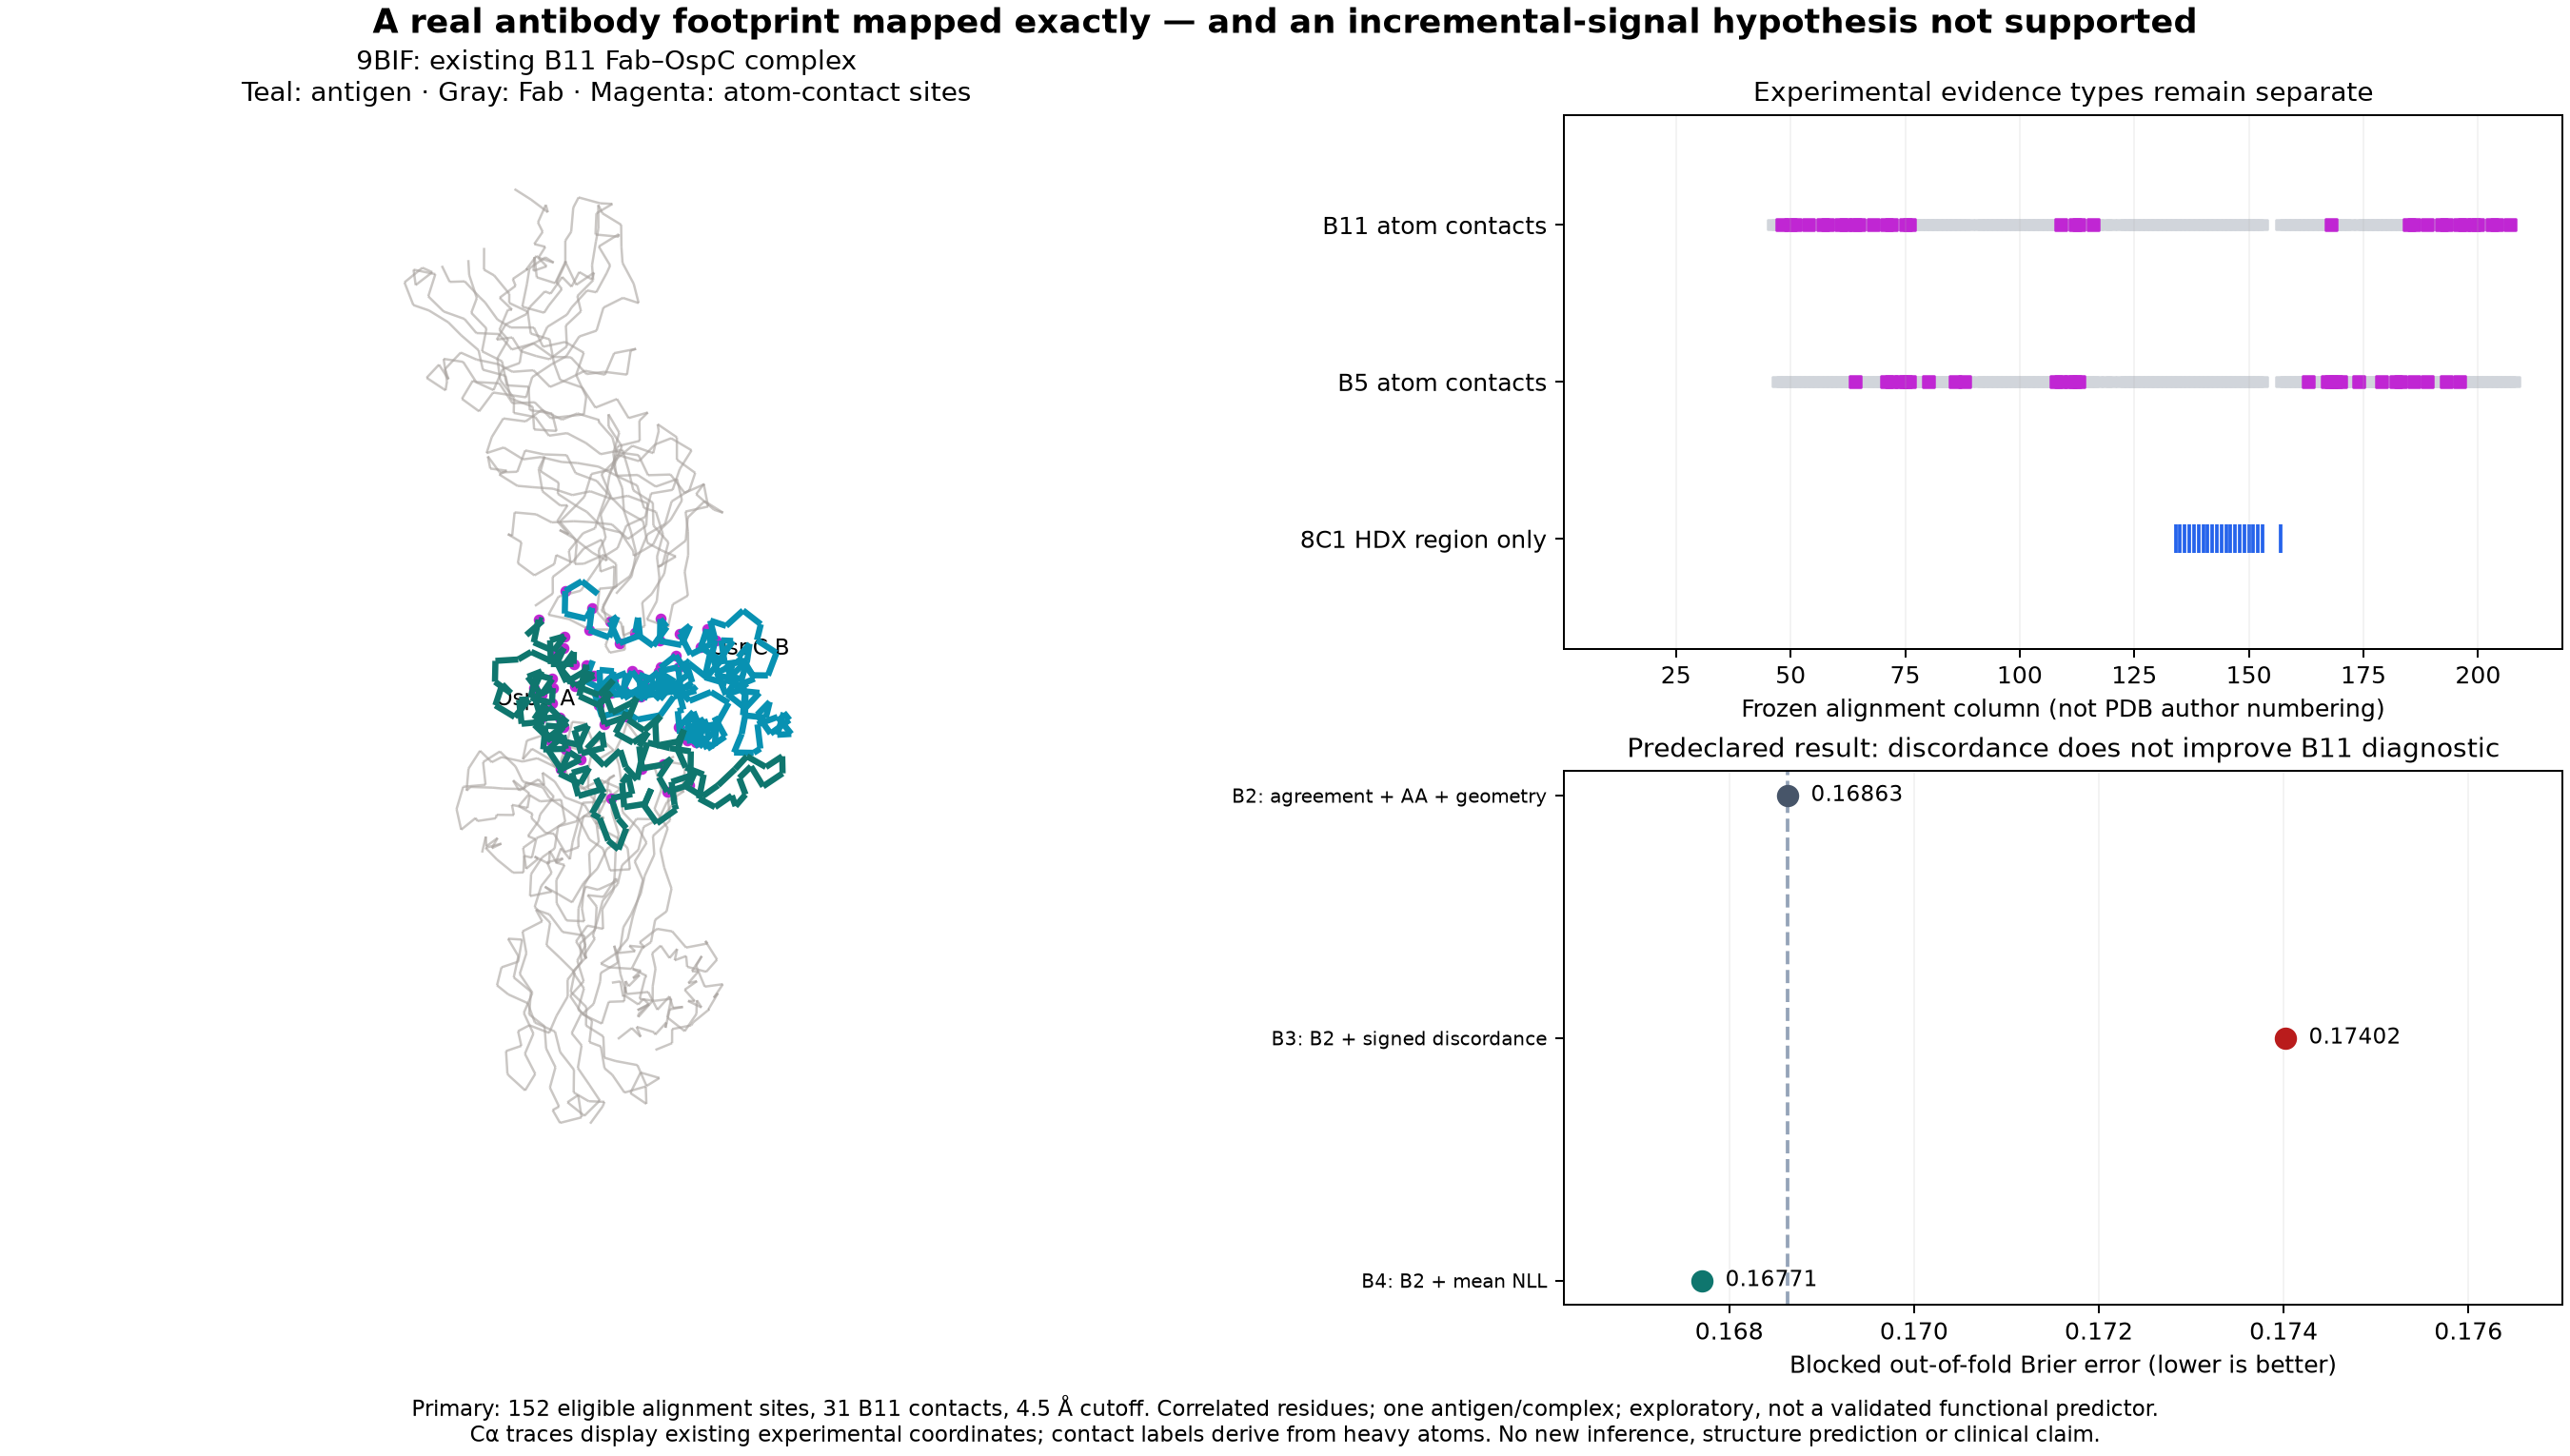 A real antibody footprint mapped exactly — and an incremental-signal hypothesis not supported
9BIF: existing B11 Fab–OspC complex
Teal: antigen · Gray: Fab · Magenta: atom-contact sites
OspC B
A
Experimental evidence types remain separate
B11 atom contacts
B5 atom contacts
8C1 HDX region only
25 50 75 100 125 150 175 200
Frozen alignment column (not PDB author numbering)
Predeclared result: discordance does not improve B11 diagnostic
B2: agreement + AA + geometry
0.16863
B3: B2 + signed discordance
0.17402
B4: B2 + mean NLL
0.16771
0.168 0.170 0.172 0.174 0.176
Blocked out-of-fold Brier error (lower is better)
Primary: 152 eligible alignment sites, 31 B11 contacts, 4.5 Å cutoff. Correlated residues; one antigen/complex; exploratory, not a validated functional predictor.
Cα traces display existing experimental coordinates; contact labels derive from heavy atoms. No new inference, structure prediction or clinical claim.